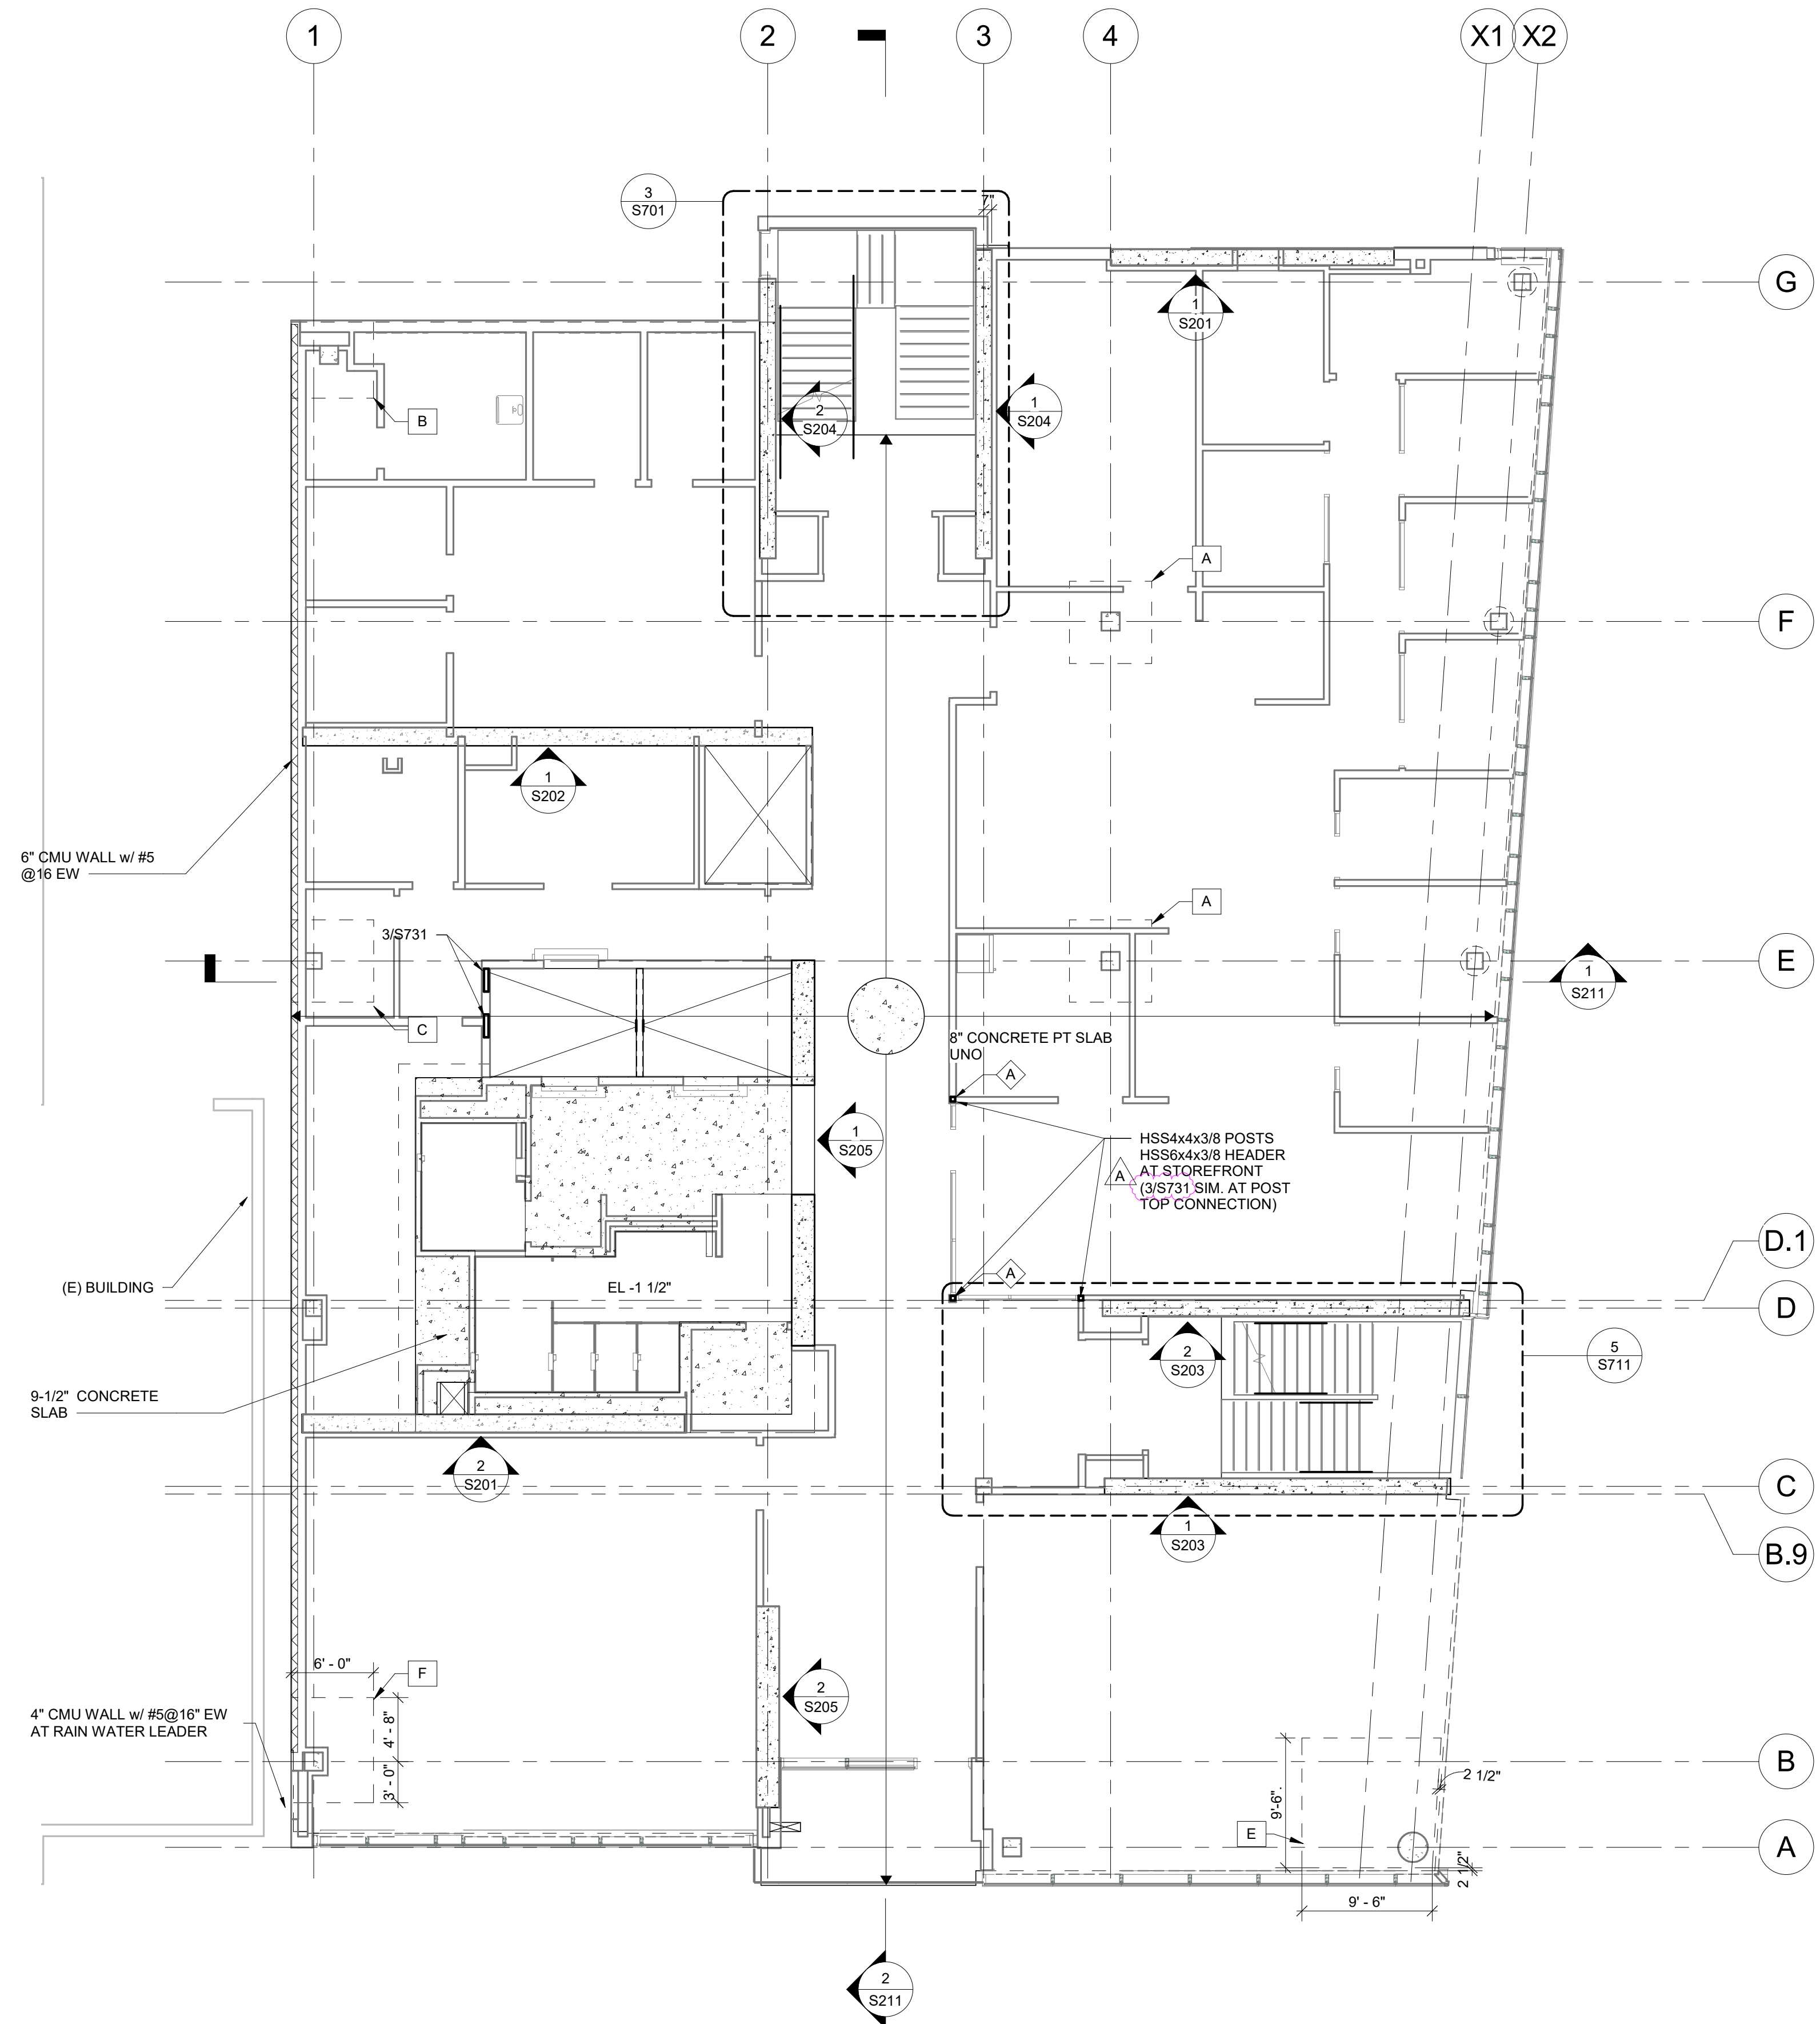 1
2
3
4
X1
X2
3
S701
7"
G
1
S201
B
2
S204
1
S204
A
F
1
S202
6" CMU WALL w/ #5
@16 EW
A
3/S731
E
1
S211
C
8" CONCRETE PT SLAB
UNO
A
1
S205
HSS4x4x3/8 POSTS
HSS6x4x3/8 HEADER
AT STOREFRONT
(3/S731 SIM. AT POST
TOP CONNECTION)
A
D.1
(E) BUILDING
EL -1 1/2"
A
D
2
S203
5
S711
9-1/2" CONCRETE
SLAB
2
S201
C
1
S203
B.9
6' - 0"
F
2
S205
4" CMU WALL w/ #5@16" EW
AT RAIN WATER LEADER
4' - 8"
3' - 0"
B
2 1/2"
9'-6".
E
A
2 1/2"
9' - 6"
2
S211